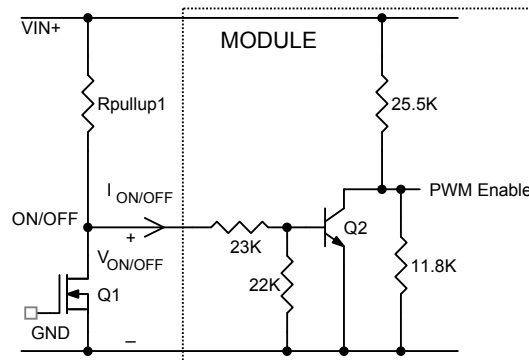 VIN+
MODULE
Rpullup1
25.5K
I ON/OFF
PWM Enable
ON/OFF
+
Q2
23K
V ON/OFF
22K
11.8K
Q1
GND
_